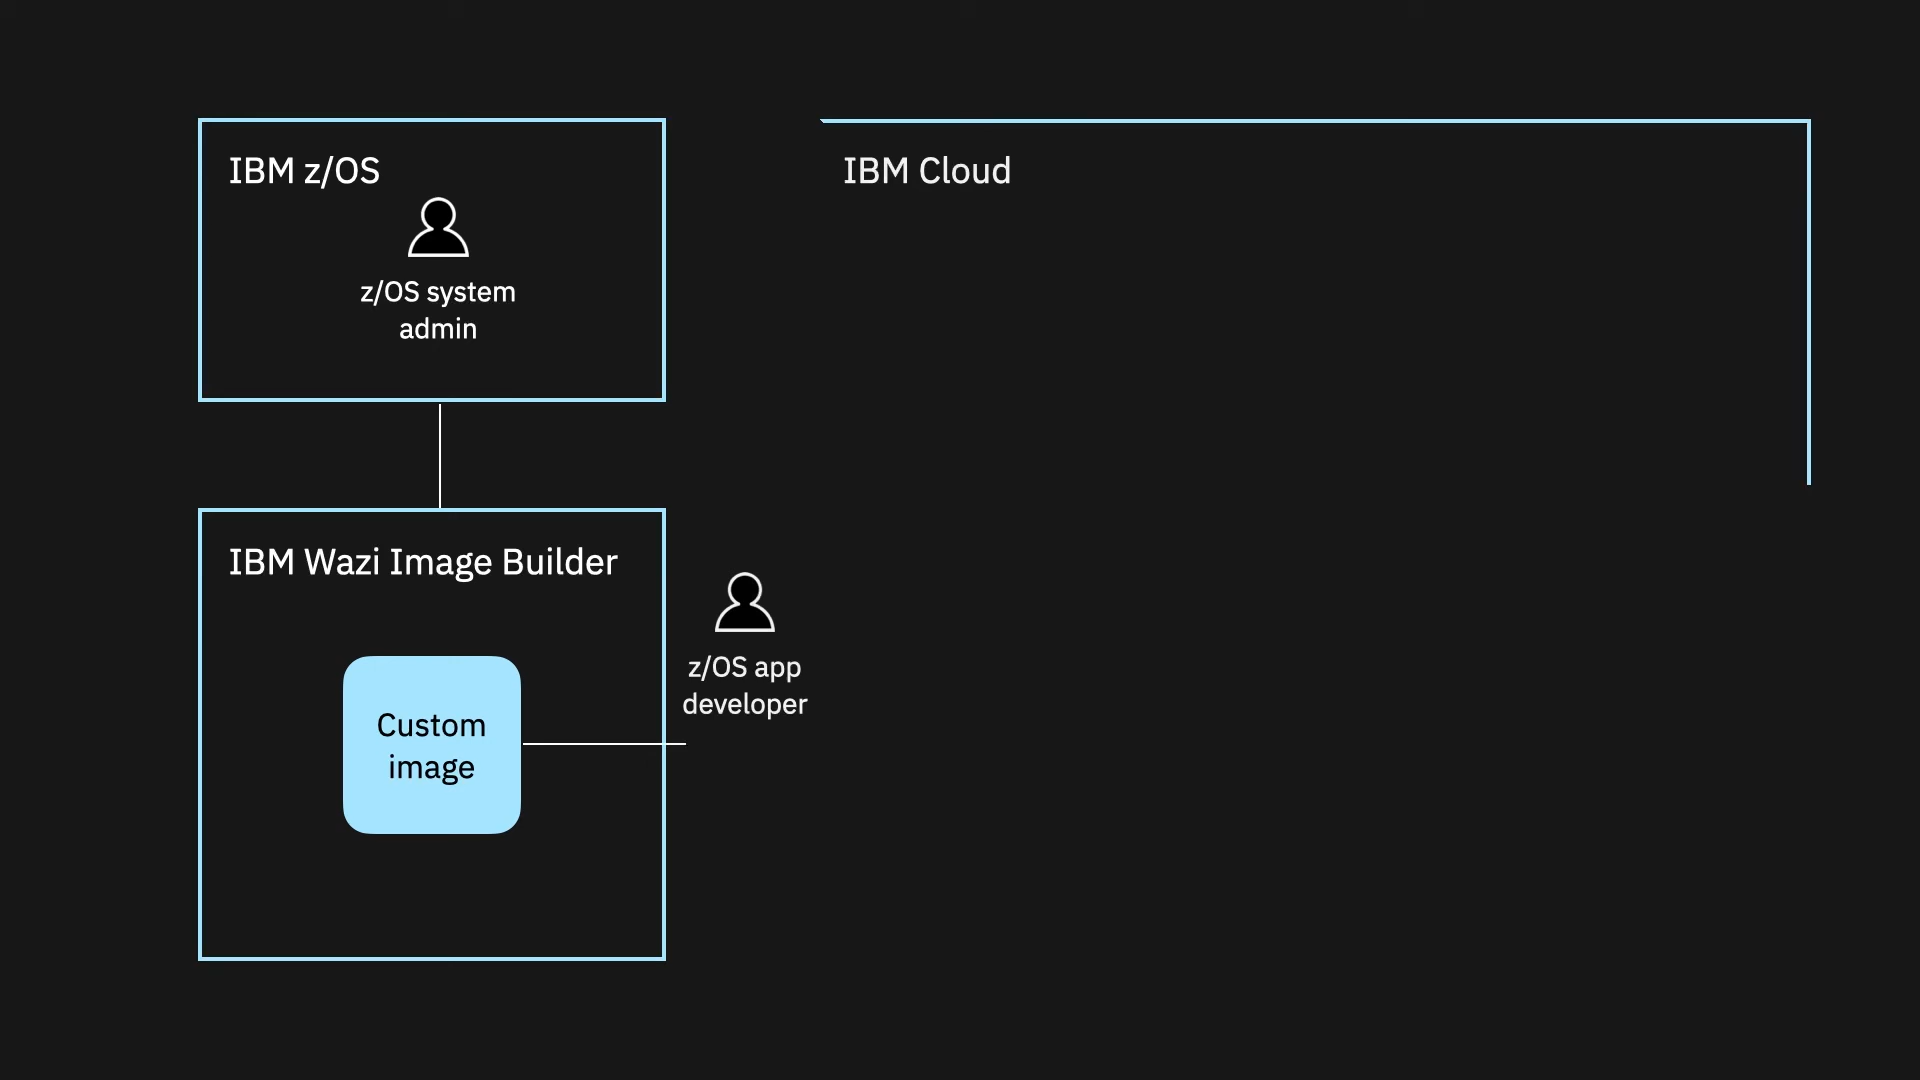 IBM z/OS
z/OS system
admin
IBM Cloud
IBM Wazi Image Builder
Custom
image
z/OS app
developer